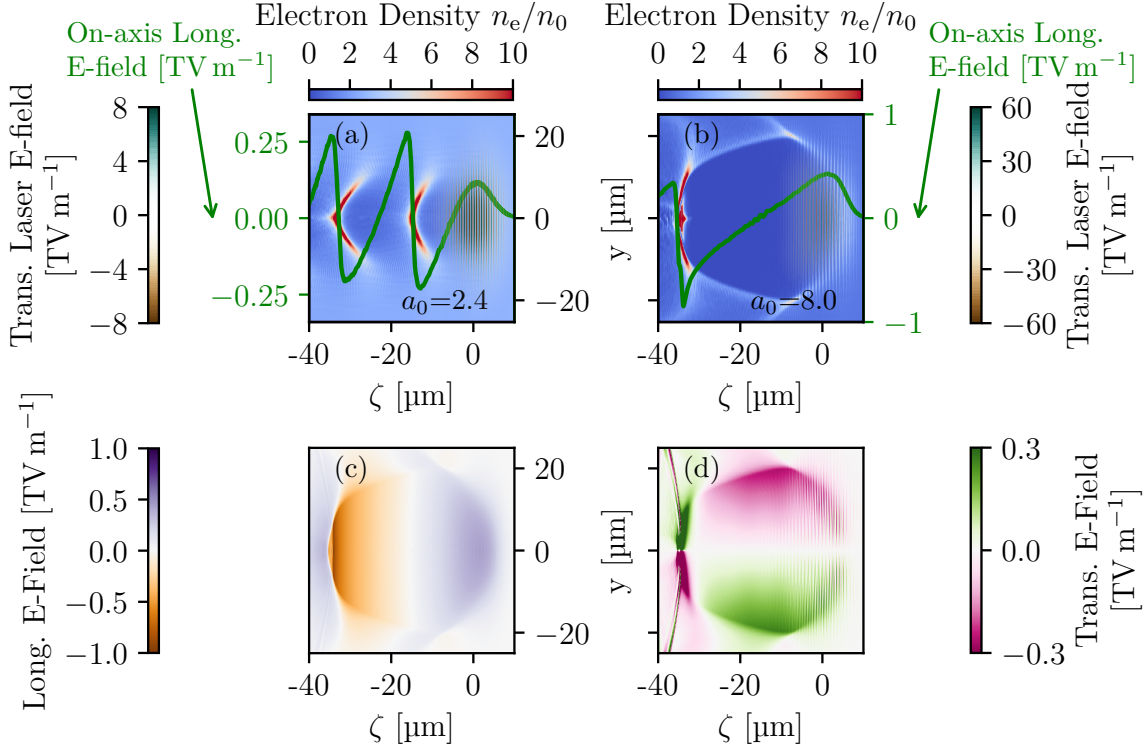 Electron Density nₑ/n₀
Electron Density nₑ/n₀
On-axis Long.
E-field [TV m⁻¹]
On-axis Long.
E-field [TV m⁻¹]
0 2 4 6 8 10
0 2 4 6 8 10
Trans. Laser E-field
[TV m⁻¹]
8
4
0
−4
−8
0.25
0.00
−0.25
(a)
a₀=2.4
20
0
−20
-40 -20 0
ζ [µm]
y [µm]
(b)
a₀=8.0
1
0
-1
-40 -20 0
ζ [µm]
60
30
0
−30
−60
Trans. Laser E-field
[TV m⁻¹]
Long. E-Field [TV m⁻¹]
1.0
0.5
0.0
−0.5
−1.0
(c)
20
0
−20
-40 -20 0
ζ [µm]
y [µm]
(d)
-40 -20 0
ζ [µm]
0.3
0.0
−0.3
Trans. E-Field
[TV m⁻¹]